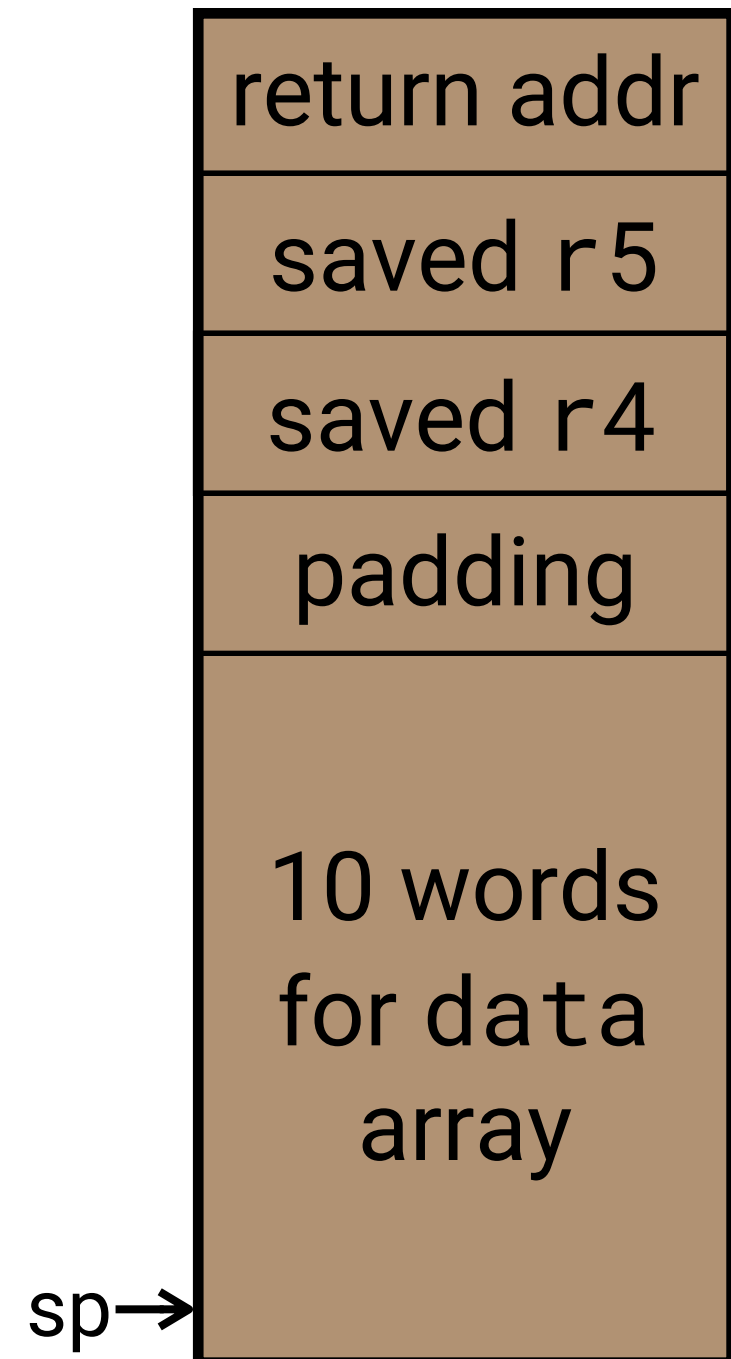 return addr
saved r5
saved r4
padding
10 words
for data
array
sp